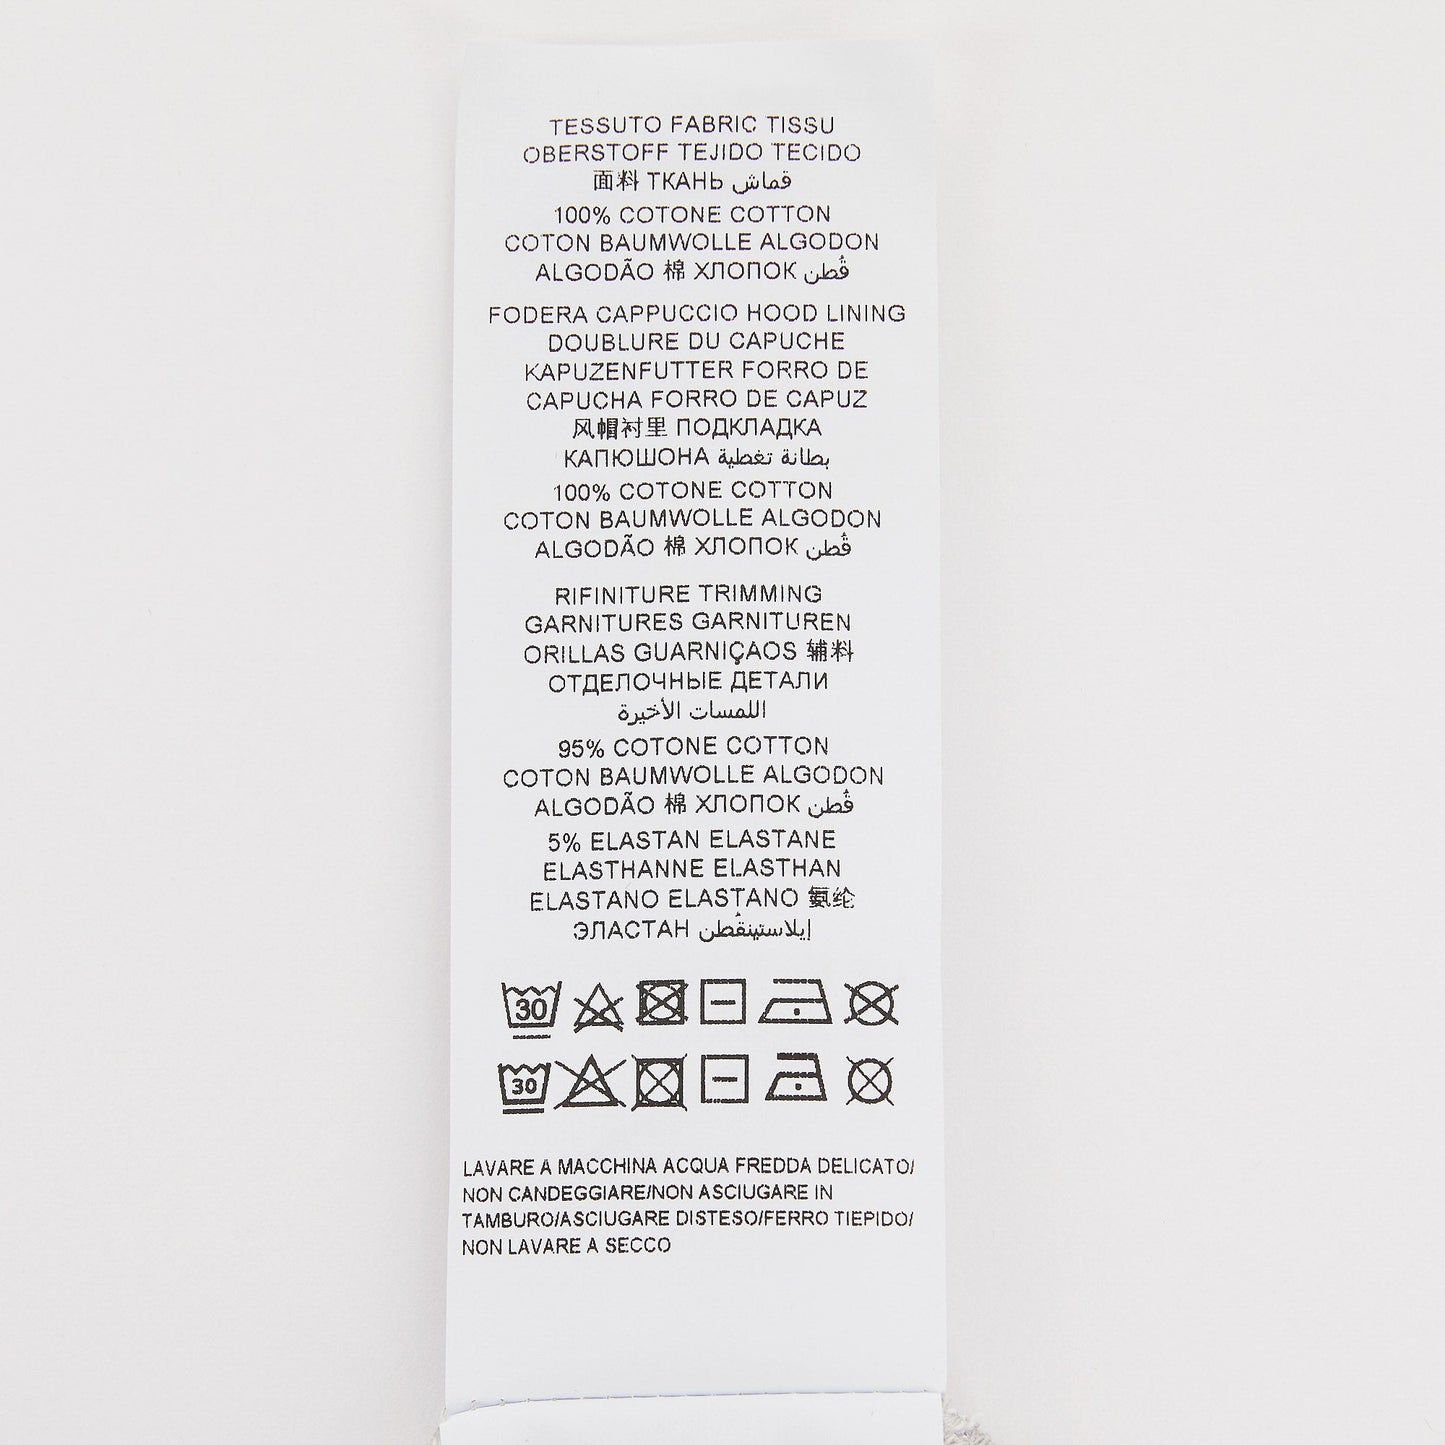 TESSUTO FABRIC TISSU
OBERSTOFF TEJIDO TECIDO
面料 ТКАНЬ قماش
100% COTONE COTTON
COTON BAUMWOLLE ALGODON
ALGODÃO 棉 ХЛОПОК قُطن
FODERA CAPPUCCIO HOOD LINING
DOUBLURE DU CAPUCHE
KAPUZENFUTTER FORRO DE
CAPUCHA FORRO DE CAPUZ
风帽衬里 ПОДКЛАДКА
КАПЮШОНА بطانة تغطية
100% COTONE COTTON
COTON BAUMWOLLE ALGODON
ALGODÃO 棉 ХЛОПОК قُطن
RIFINITURE TRIMMING
GARNITURES GARNITUREN
ORILLAS GUARNIÇAOS 辅料
ОТДЕЛОЧНЫЕ ДЕТАЛИ
اللمسات الأخيرة
95% COTONE COTTON
COTON BAUMWOLLE ALGODON
ALGODÃO 棉 ХЛОПОК قُطن
5% ELASTAN ELASTANE
ELASTHANNE ELASTHAN
ELASTANO ELASTANO 氨纶
ЭЛАСТАН إيلاستينقُطن
30
30
LAVARE A MACCHINA ACQUA FREDDA DELICATO/
NON CANDEGGIARE/NON ASCIUGARE IN
TAMBURO/ASCIUGARE DISTESO/FERRO TIEPIDO/
NON LAVARE A SECCO